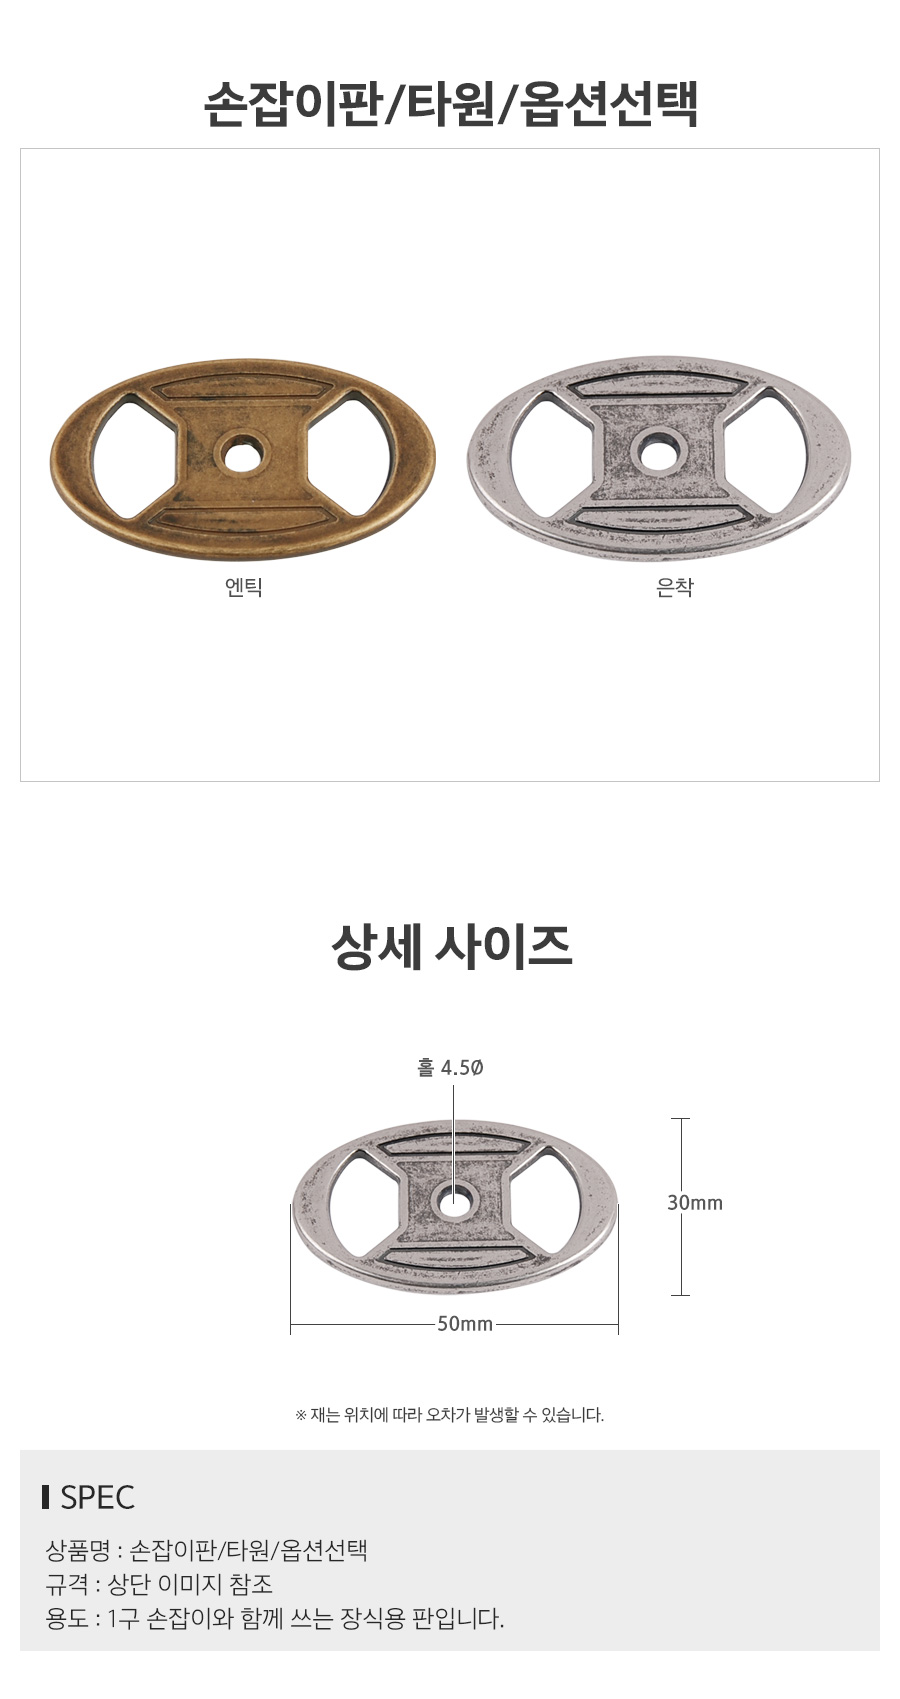 손잡이판/타원/옵션선택
엔틱
은착
상세 사이즈
홀 4.5Ø
30mm
50mm
※ 재는 위치에 따라 오차가 발생할 수 있습니다.
SPEC
상품명 : 손잡이판/타원/옵션선택
규격 : 상단 이미지 참조
용도 : 1구 손잡이와 함께 쓰는 장식용 판입니다.